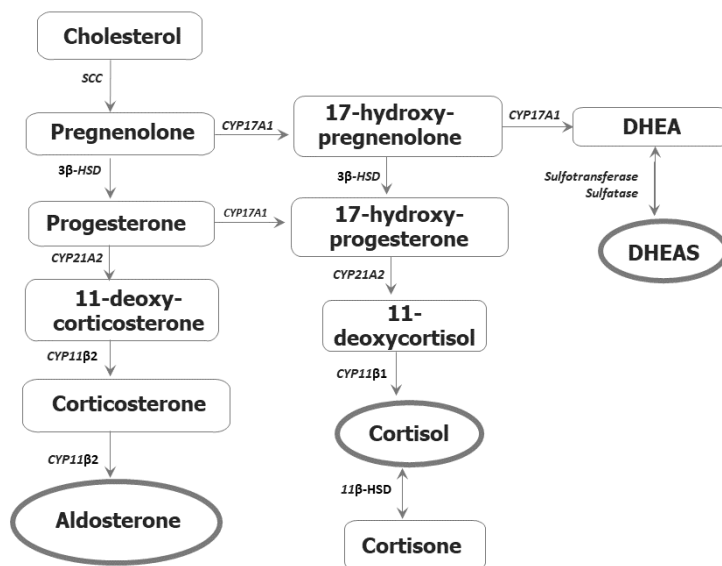 Cholesterol
SCC
Pregnenolone
CYP17A1
17-hydroxy-
pregnenolone
CYP17A1
DHEA
3β-HSD
3β-HSD
Sulfotransferase
Sulfatase
Progesterone
CYP17A1
17-hydroxy-
progesterone
DHEAS
CYP21A2
CYP21A2
11-deoxy-
corticosterone
11-
deoxycortisol
CYP11β2
CYP11β1
Corticosterone
Cortisol
CYP11β2
11β-HSD
Aldosterone
Cortisone